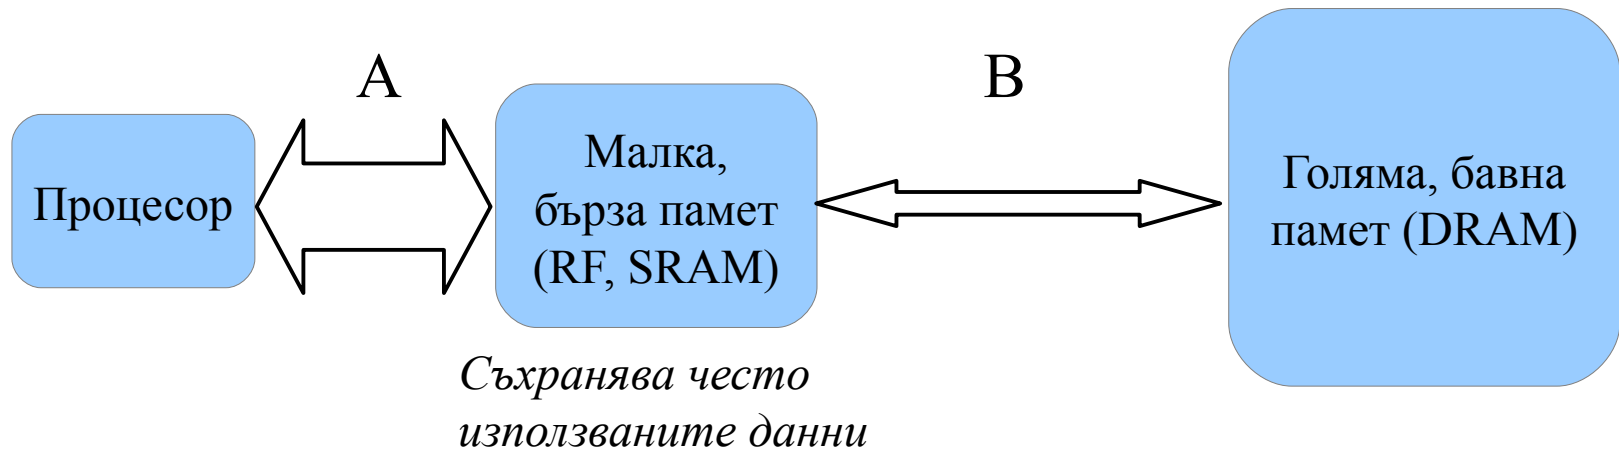 A
B
Процесор
Малка,
бърза памет
(RF, SRAM)
Голяма, бавна
памет (DRAM)
Съхранява често
използваните данни